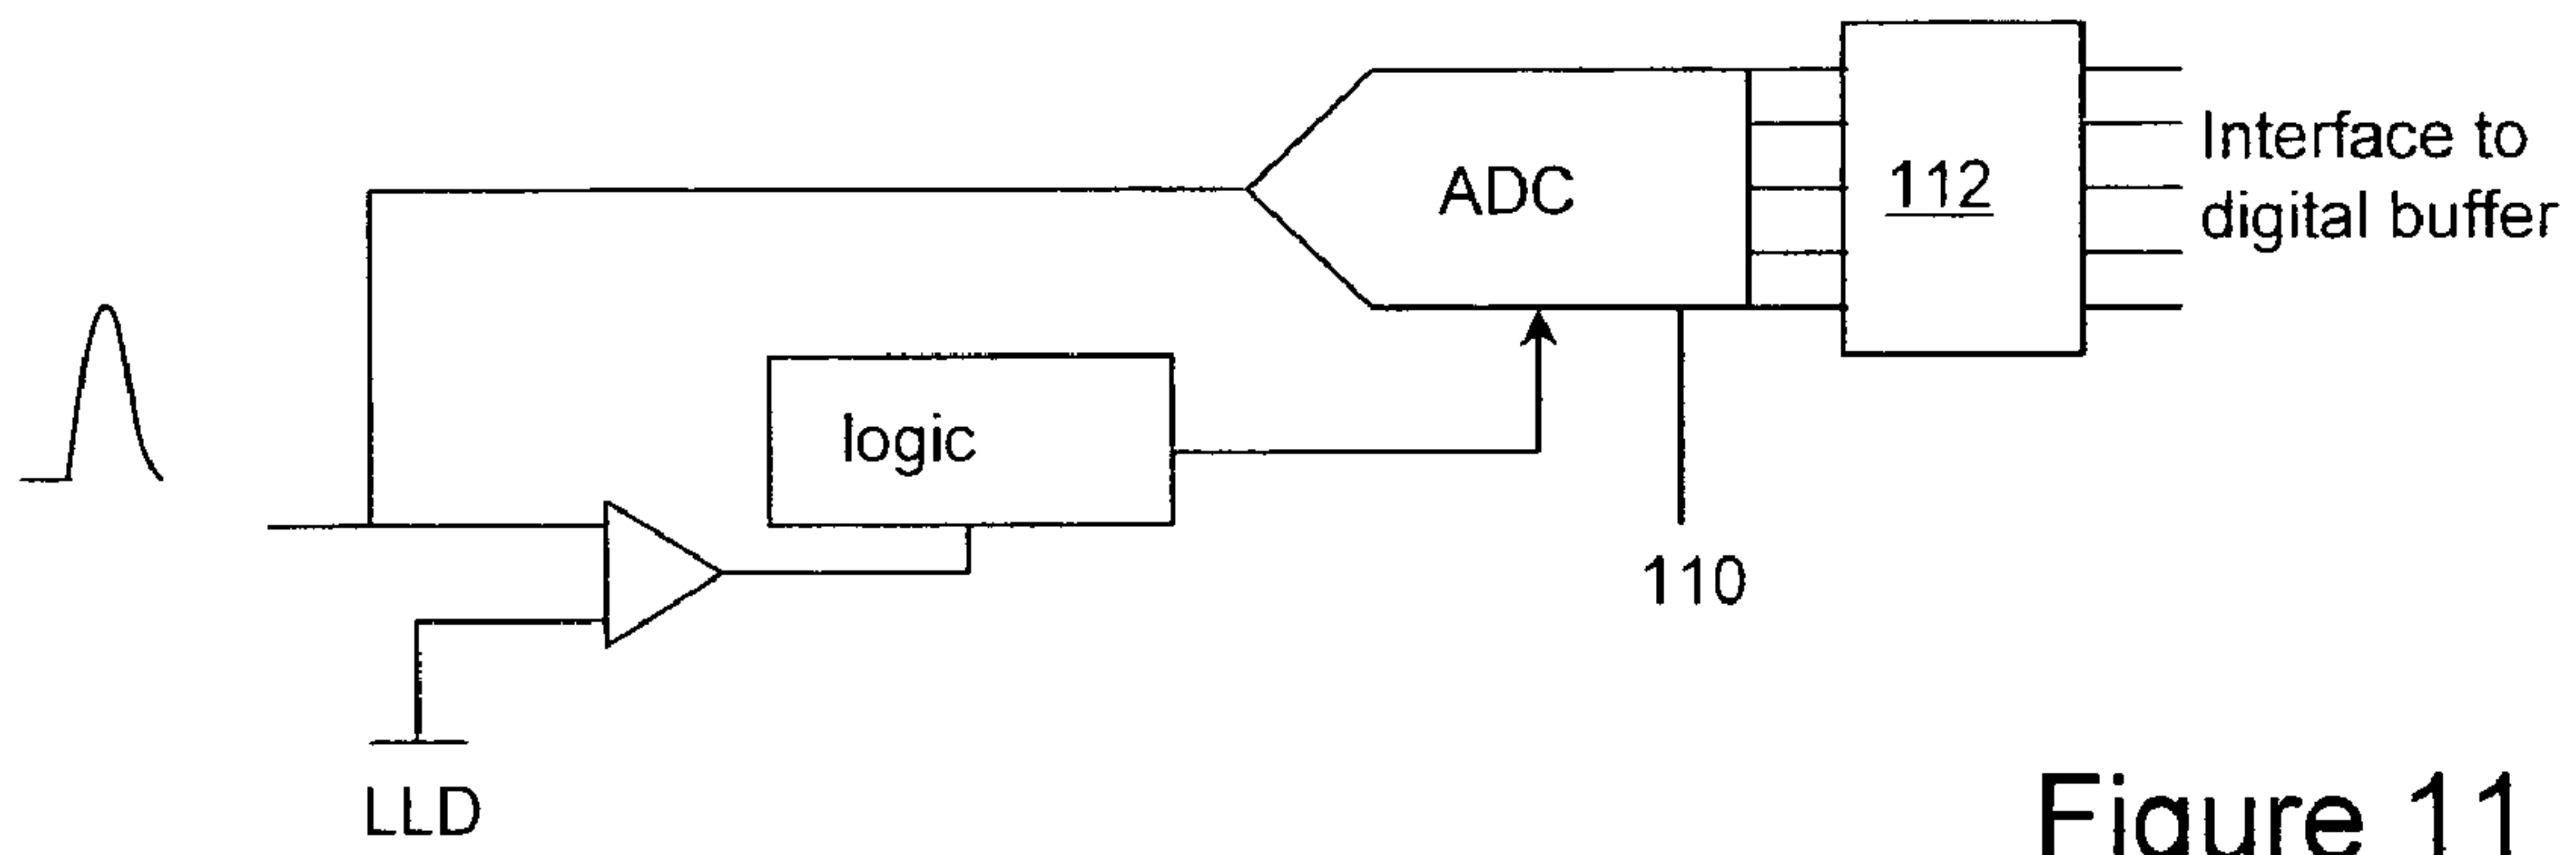 ADC
112
Interface to
digital buffer
logic
110
LLD
Figure 11